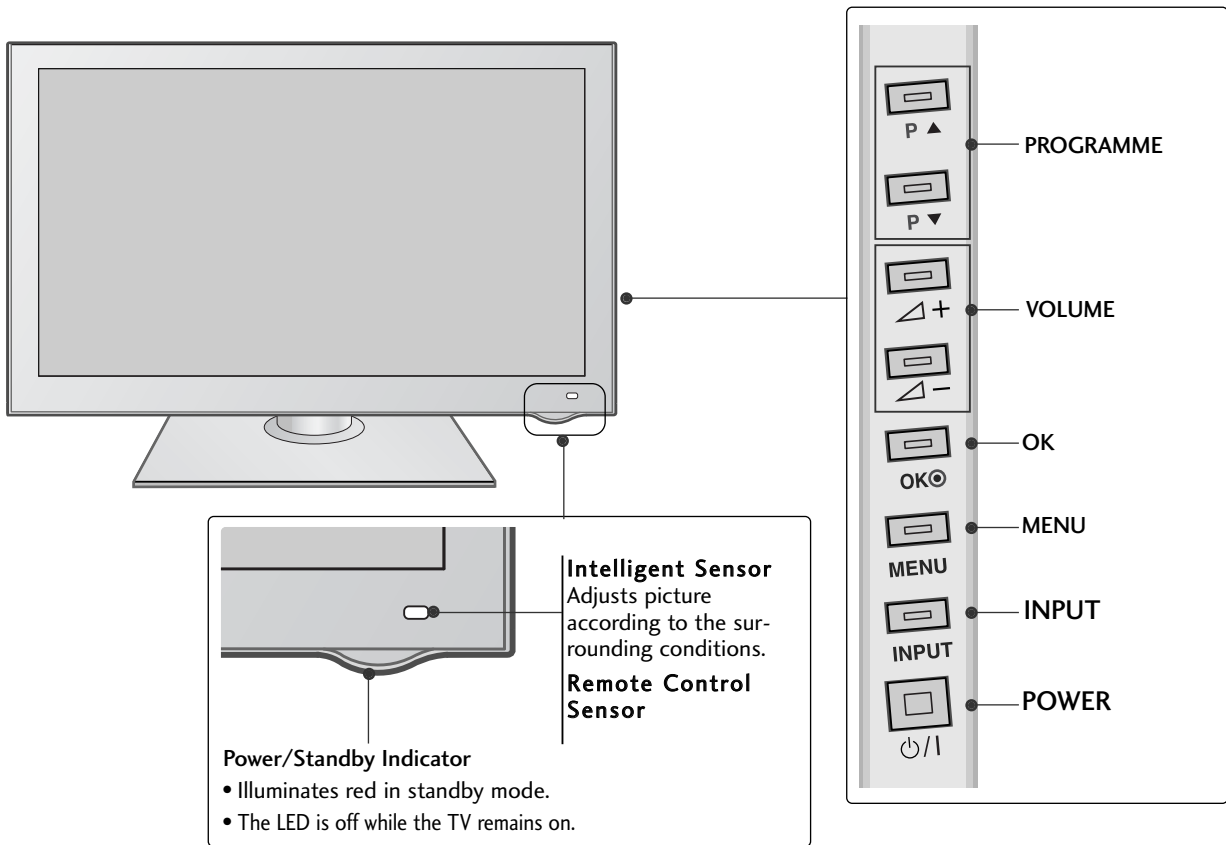 P ▲
P ▼
PROGRAMME
+
-
VOLUME
OK
OK
MENU
MENU
INPUT
INPUT
POWER
/I
Intelligent Sensor
Adjusts picture
according to the sur-
rounding conditions.
Remote Control
Sensor
Power/Standby Indicator
• Illuminates red in standby mode.
• The LED is off while the TV remains on.